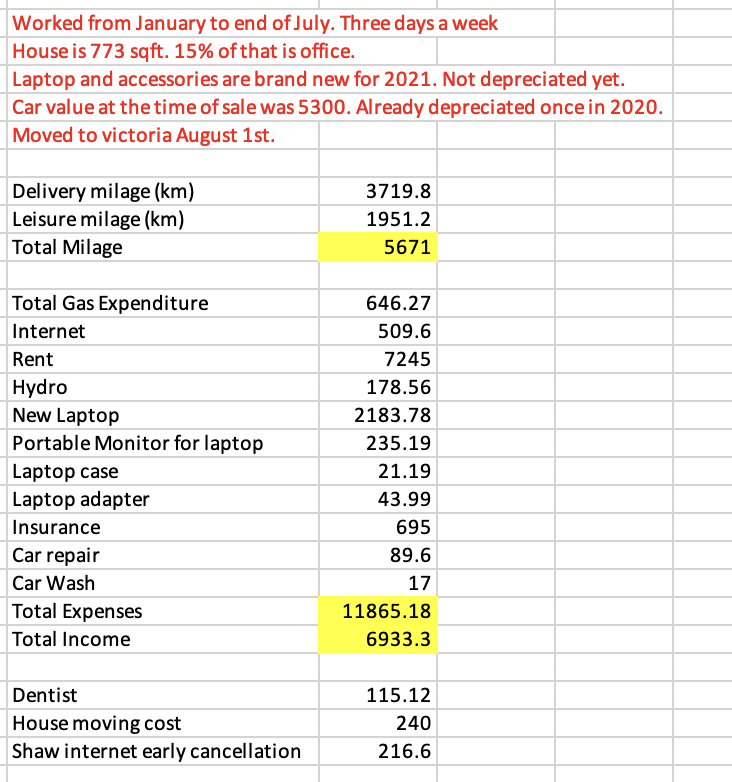 Worked from January to end of July. Three days a week
House is 773 sqft. 15% of that is office.
Laptop and accessories are brand new for 2021. Not depreciated yet.
Car value at the time of sale was 5300. Already depreciated once in 2020.
Moved to victoria August 1st.
Delivery milage (km) 3719.8
Leisure milage (km) 1951.2
Total Milage 5671
Total Gas Expenditure 646.27
Internet 509.6
Rent 7245
Hydro 178.56
New Laptop 2183.78
Portable Monitor for laptop 235.19
Laptop case 21.19
Laptop adapter 43.99
Insurance 695
Car repair 89.6
Car Wash 17
Total Expenses 11865.18
Total Income 6933.3
Dentist 115.12
House moving cost 240
Shaw internet early cancellation 216.6